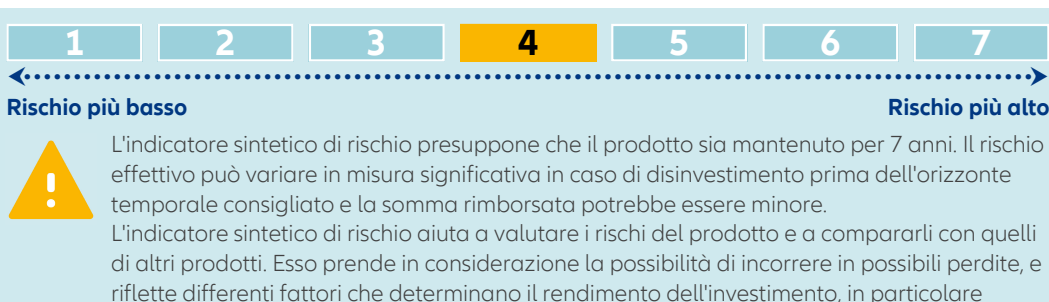 1 2 3 4 5 6 7
Rischio più basso Rischio più alto
L'indicatore sintetico di rischio presuppone che il prodotto sia mantenuto per 7 anni. Il rischio
effettivo può variare in misura significativa in caso di disinvestimento prima dell'orizzonte
temporale consigliato e la somma rimborsata potrebbe essere minore.
L'indicatore sintetico di rischio aiuta a valutare i rischi del prodotto e a compararli con quelli
di altri prodotti. Esso prende in considerazione la possibilità di incorrere in possibili perdite, e
riflette differenti fattori che determinano il rendimento dell'investimento, in particolare